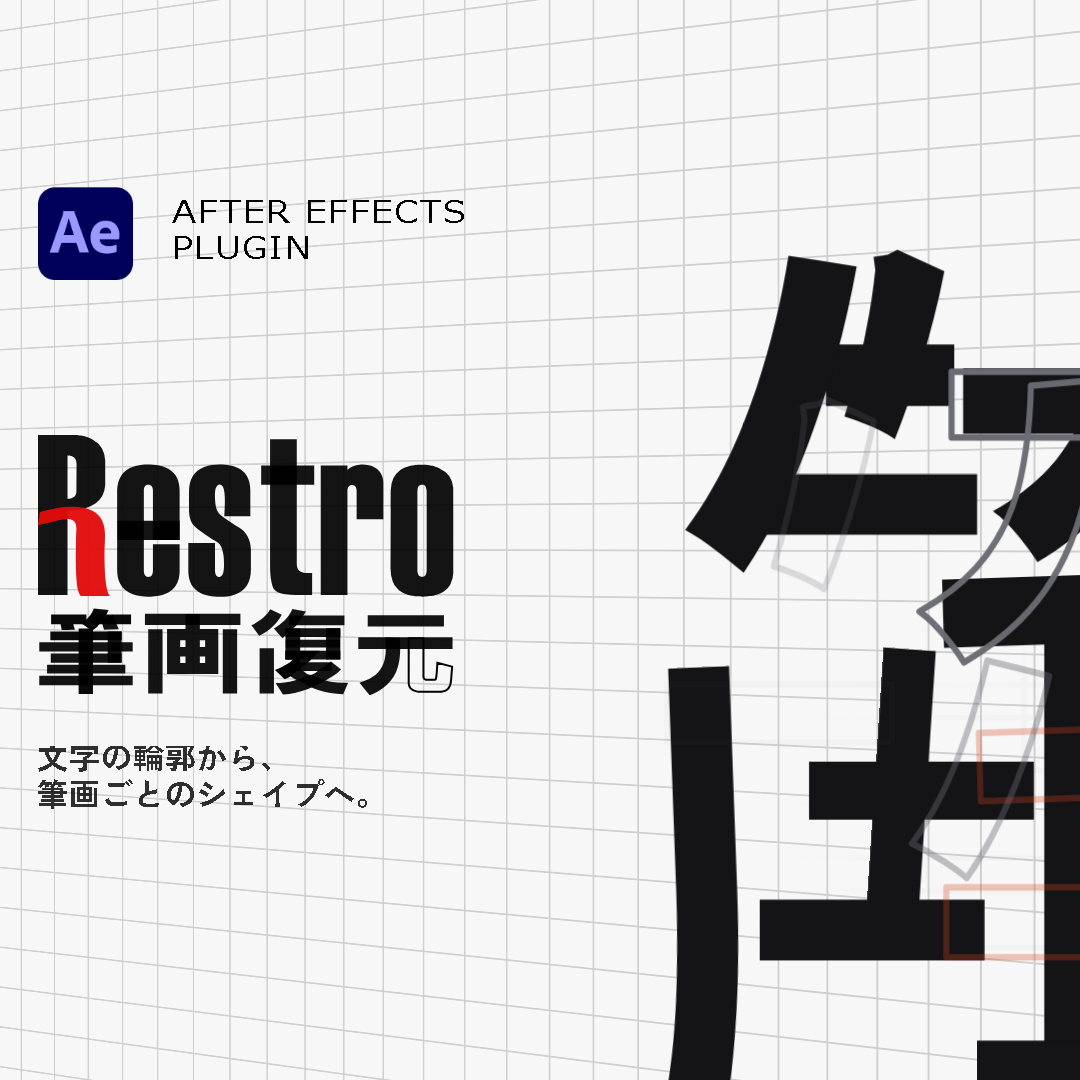 Ae
AFTER EFFECTS
PLUGIN
Restro
筆画復元
文字の輪郭から、
筆画ごとのシェイプへ。